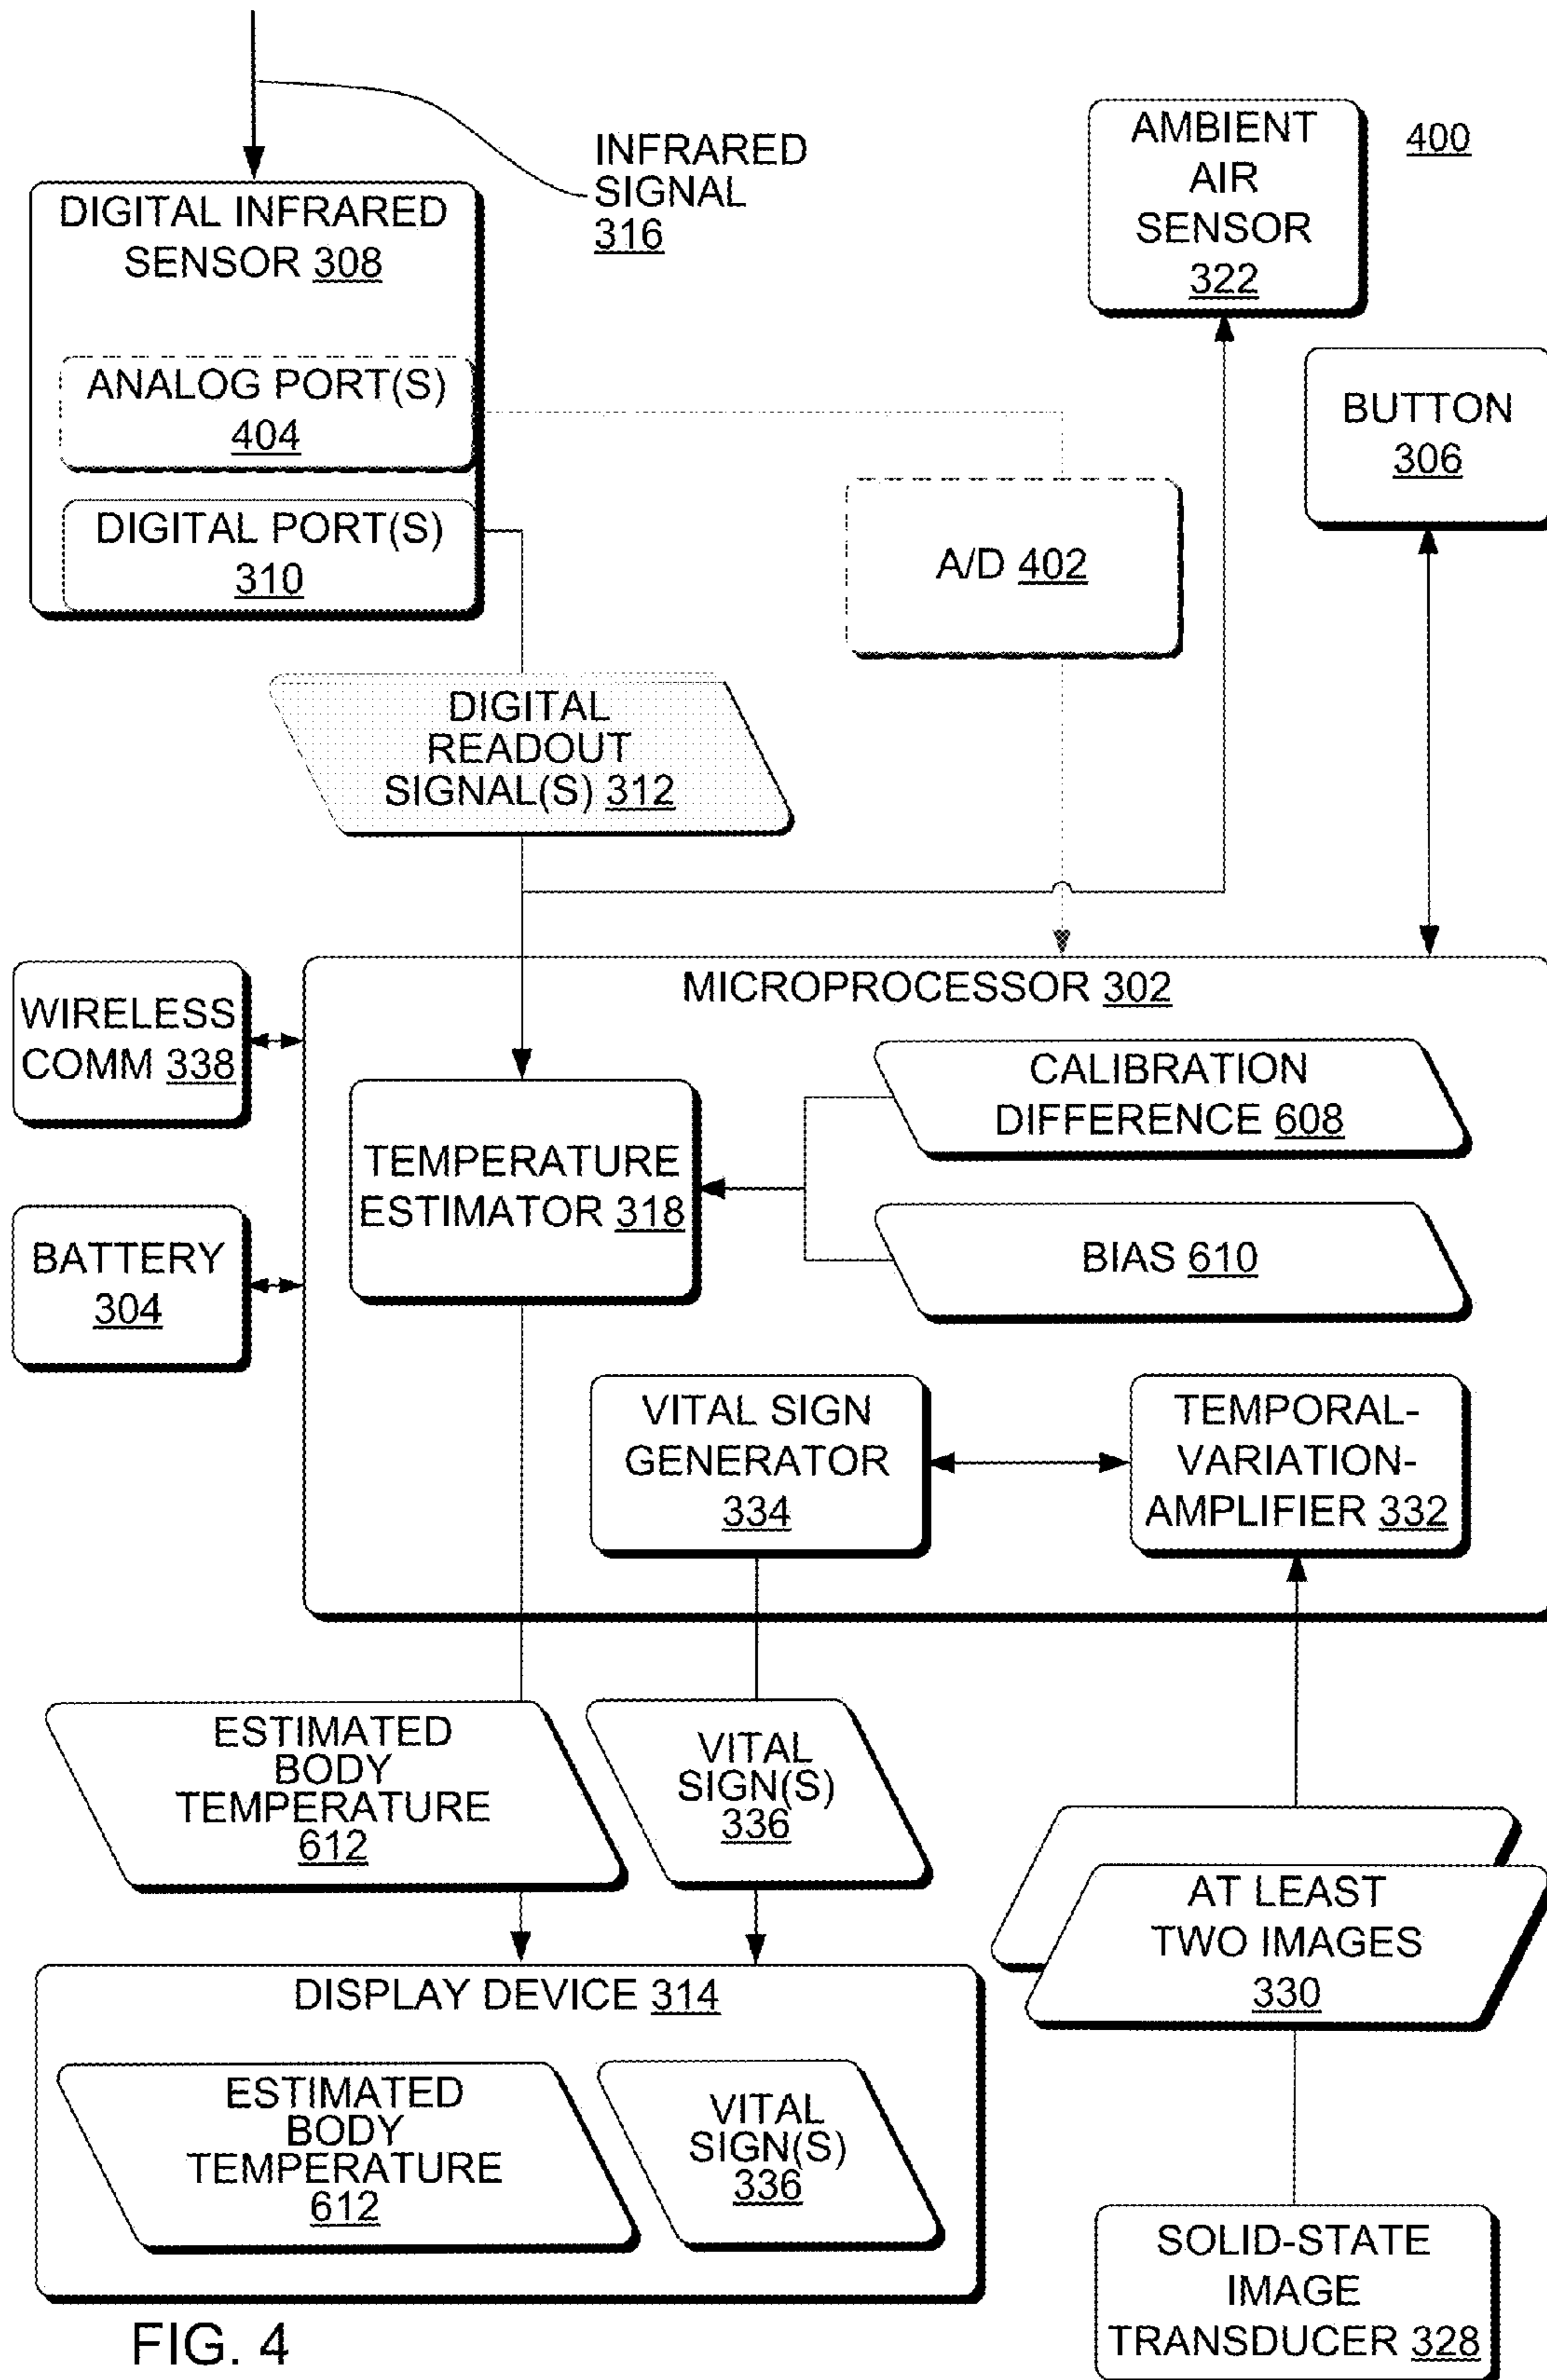 INFRARED
SIGNAL
316
AMBIENT
AIR
SENSOR
322
400
DIGITAL INFRARED
SENSOR 308
ANALOG PORT(S)
404
DIGITAL PORT(S)
310
BUTTON
306
A/D 402
DIGITAL
READOUT
SIGNAL(S) 312
MICROPROCESSOR 302
WIRELESS
COMM 338
CALIBRATION
DIFFERENCE 608
TEMPERATURE
ESTIMATOR 318
BATTERY
304
BIAS 610
VITAL SIGN
GENERATOR
334
TEMPORAL-
VARIATION-
AMPLIFIER 332
ESTIMATED
BODY
TEMPERATURE
612
VITAL
SIGN(S)
336
AT LEAST
TWO IMAGES
330
DISPLAY DEVICE 314
ESTIMATED
BODY
TEMPERATURE
612
VITAL
SIGN(S)
336
SOLID-STATE
IMAGE
TRANSDUCER 328
FIG. 4